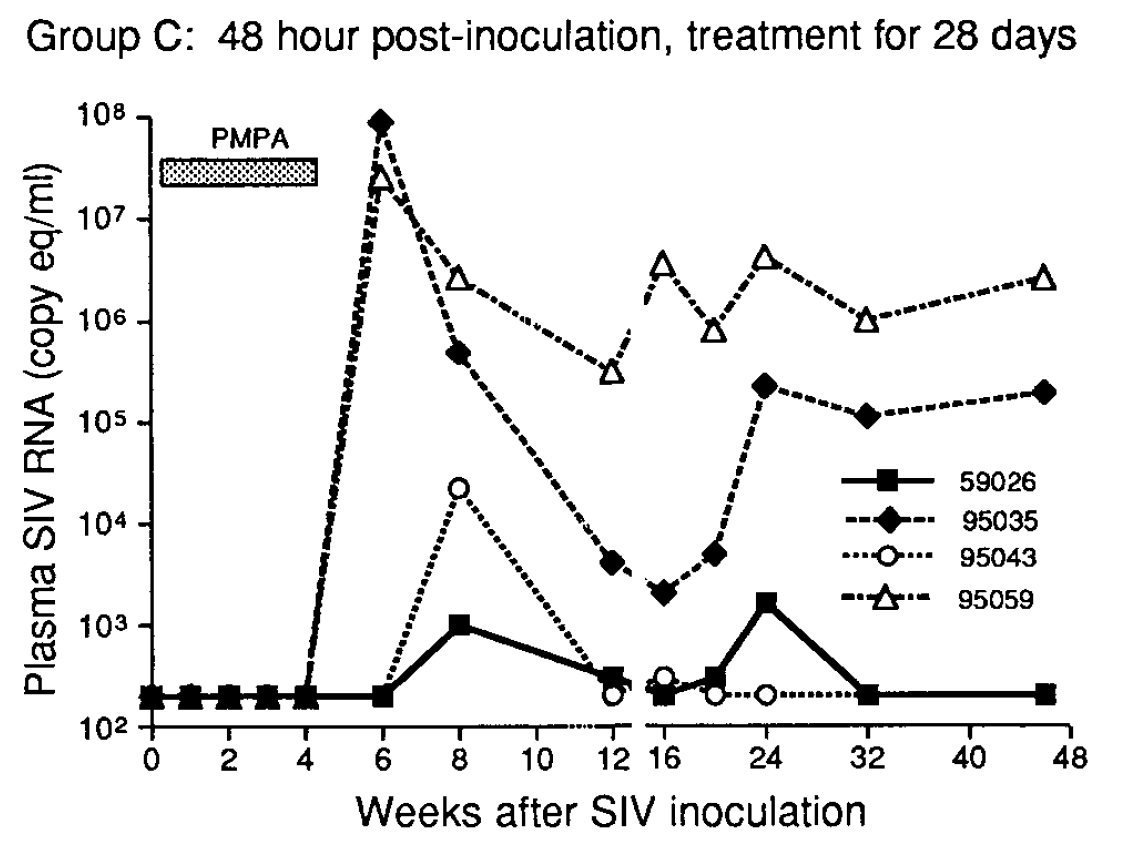 Group C: 48 hour post-inoculation, treatment for 28 days
PMPA
Plasma SIV RNA (copy eq/ml)
10⁸
10⁷
10⁶
10⁵
10⁴
10³
10²
59026
95035
95043
95059
0 2 4 6 8 10 12 16 24 32 40 48
Weeks after SIV inoculation